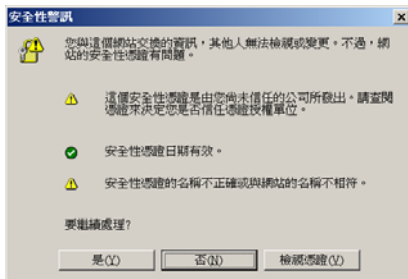 安全性警訊
您與這個網站交換的資訊，其他人無法檢視或變更。不過，網
站的安全性憑證有問題。
這個安全性憑證是由您尚未信任的公司所發出。請查閱
憑證來決定您是否信任憑證授權單位。
安全性憑證日期有效。
安全性憑證的名稱不正確或與網站的名稱不相符。
要繼續處理?
是(Y)
否(N)
檢視憑證(V)